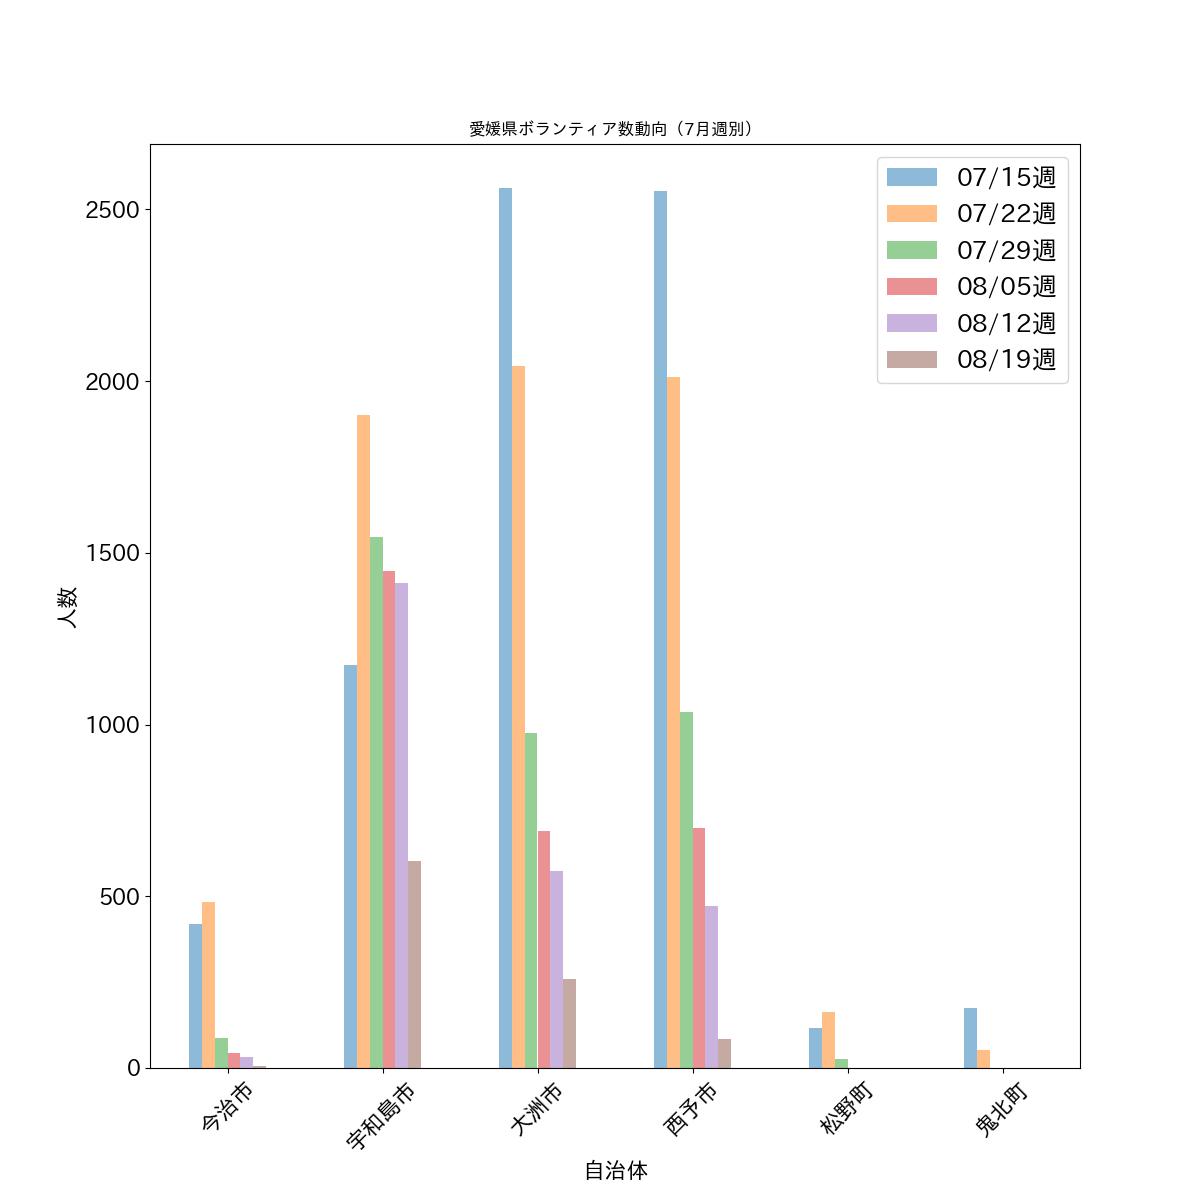 愛媛県ボランティア数動向（7月週別）
07/15週
07/22週
07/29週
08/05週
08/12週
08/19週
人数
2500
2000
1500
1000
500
0
今治市
宇和島市
大洲市
西予市
松野町
鬼北町
自治体